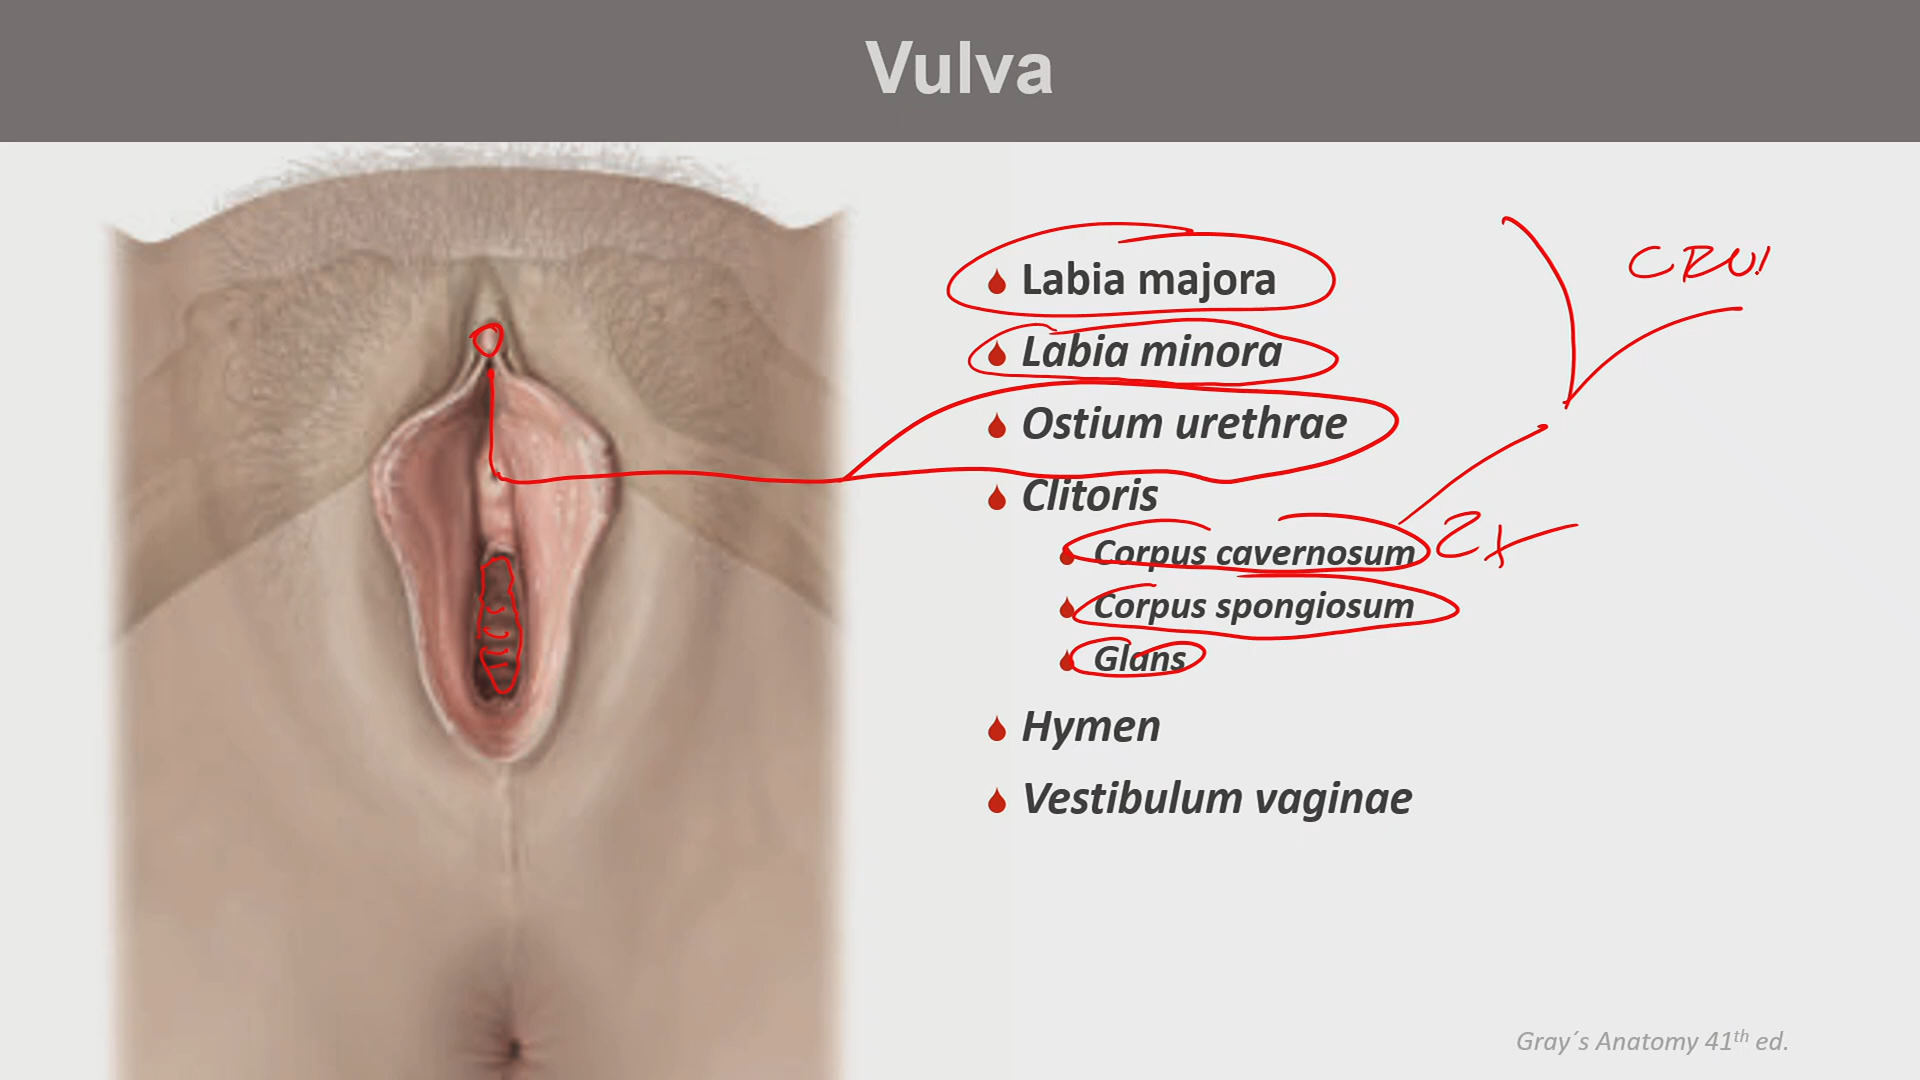 Vulva
Labia majora
CRU!
Labia minora
Ostium urethrae
Clitoris
Corpus cavernosum 2x
Corpus spongiosum
Glans
Hymen
Vestibulum vaginae
Gray´s Anatomy 41th ed.